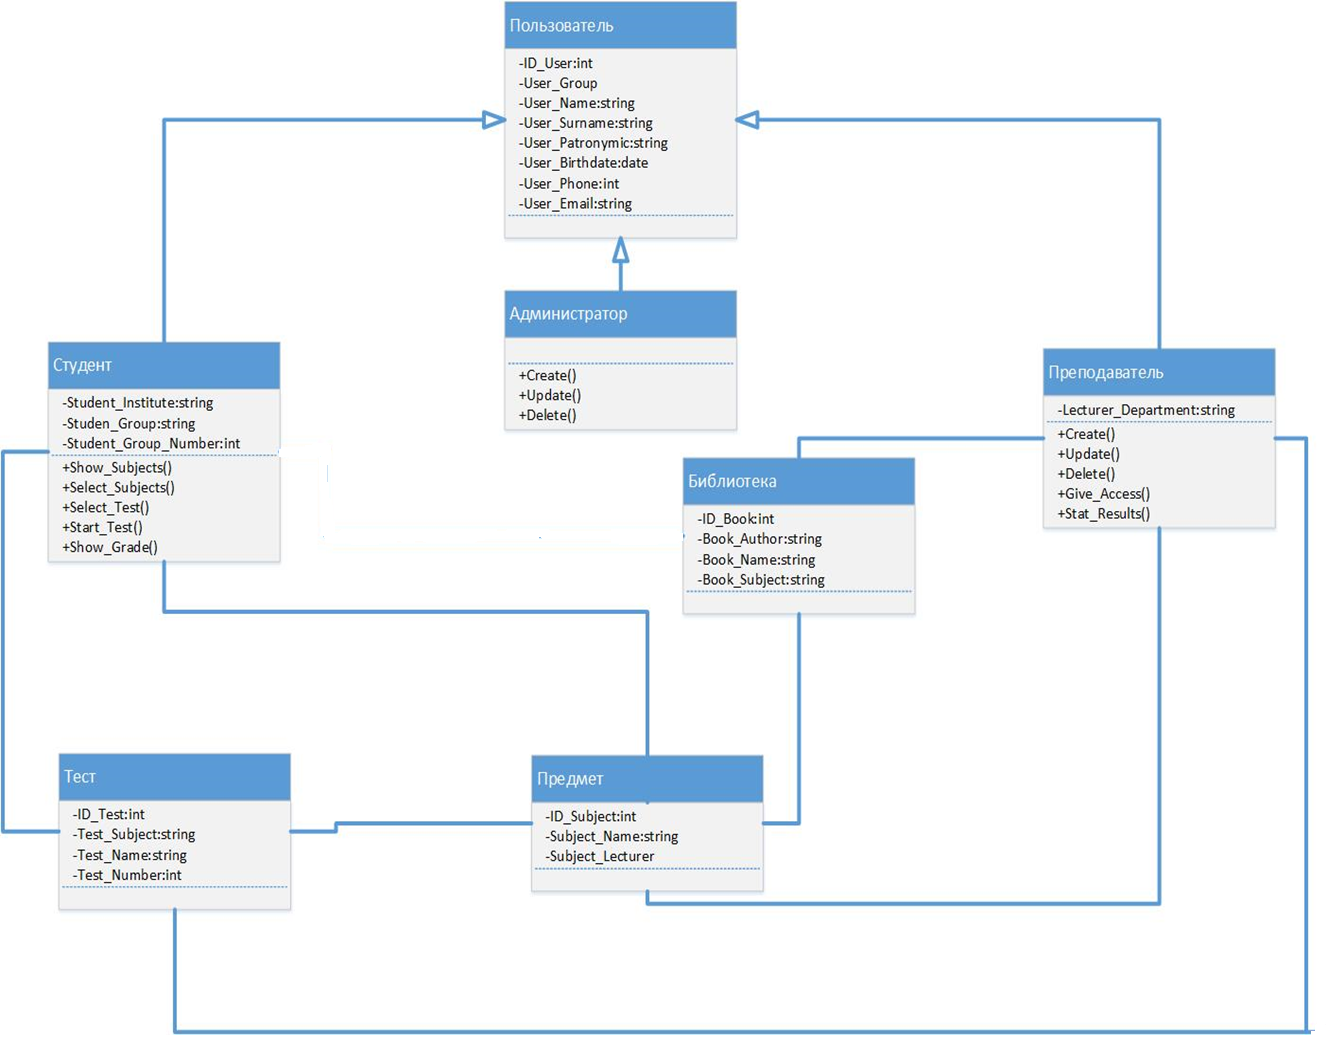 Пользователь
-ID_User:int
-User_Group
-User_Name:string
-User_Surname:string
-User_Patronymic:string
-User_Birthdate:date
-User_Phone:int
-User_Email:string
Администратор
+Create()
+Update()
+Delete()
Студент
-Student_Institute:string
-Studen_Group:string
-Student_Group_Number:int
+Show_Subjects()
+Select_Subjects()
+Select_Test()
+Start_Test()
+Show_Grade()
Преподаватель
-Lecturer_Department:string
+Create()
+Update()
+Delete()
+Give_Access()
+Stat_Results()
Библиотека
-ID_Book:int
-Book_Author:string
-Book_Name:string
-Book_Subject:string
Тест
-ID_Test:int
-Test_Subject:string
-Test_Name:string
-Test_Number:int
Предмет
-ID_Subject:int
-Subject_Name:string
-Subject_Lecturer